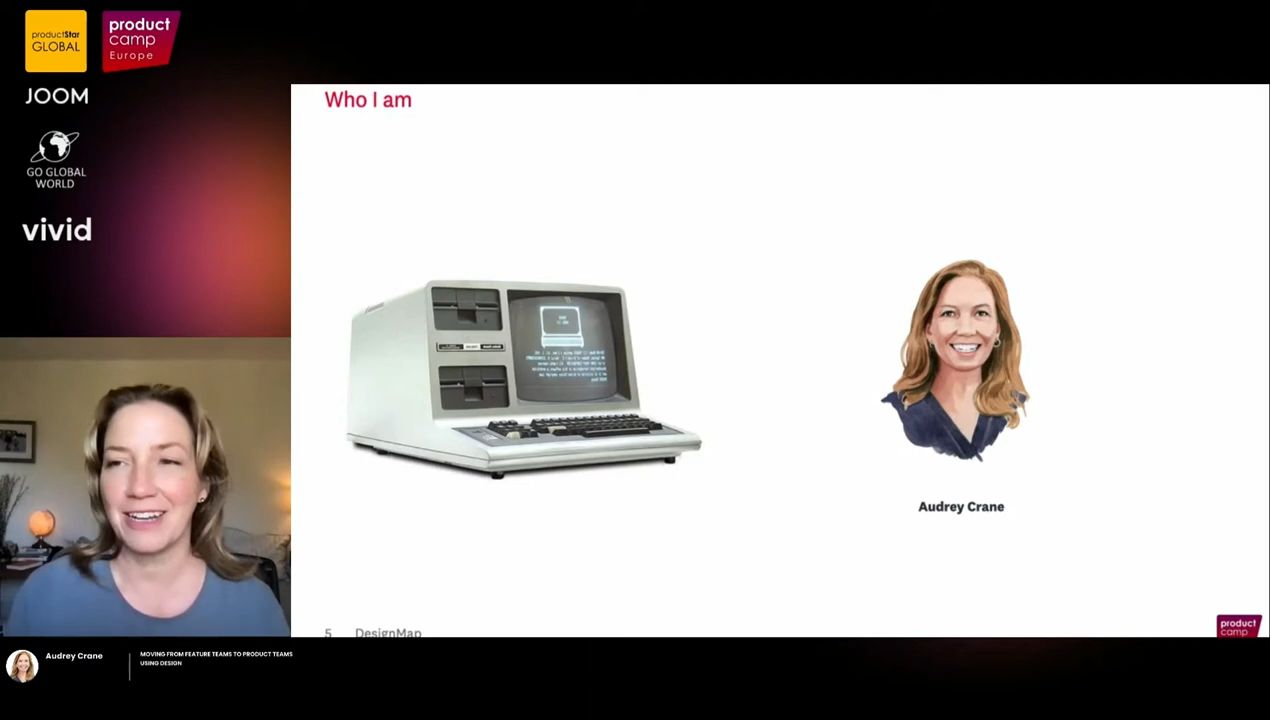 productStar
GLOBAL
product
camp
Europe
JOOM
GO GLOBAL
WORLD
vivid
Who I am
Audrey Crane
5 DesignMap
product
camp
Audrey Crane
MOVING FROM FEATURE TEAMS TO PRODUCT TEAMS
USING DESIGN